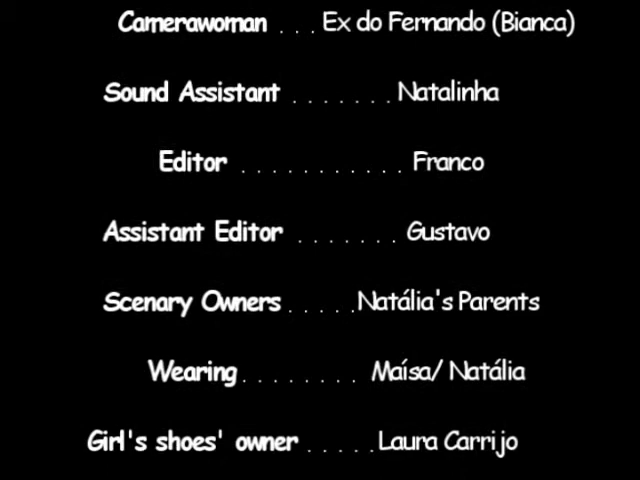 Camerawoman . . . Ex do Fernando (Bianca)
Sound Assistant . . . . . . . Natalinha
Editor . . . . . . . . . . . Franco
Assistant Editor . . . . . . . Gustavo
Scenary Owners . . . . . Natália's Parents
Wearing . . . . . . . . Maísa/ Natália
Girl's shoes' owner . . . . . Laura Carrijo